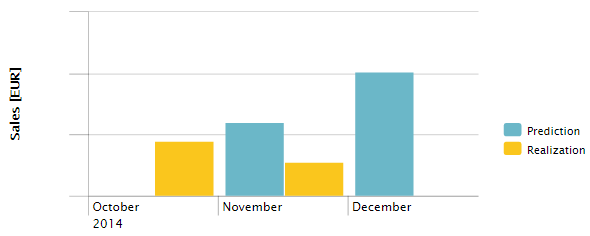 Sales [EUR]
Prediction
Realization
October
November
December
2014